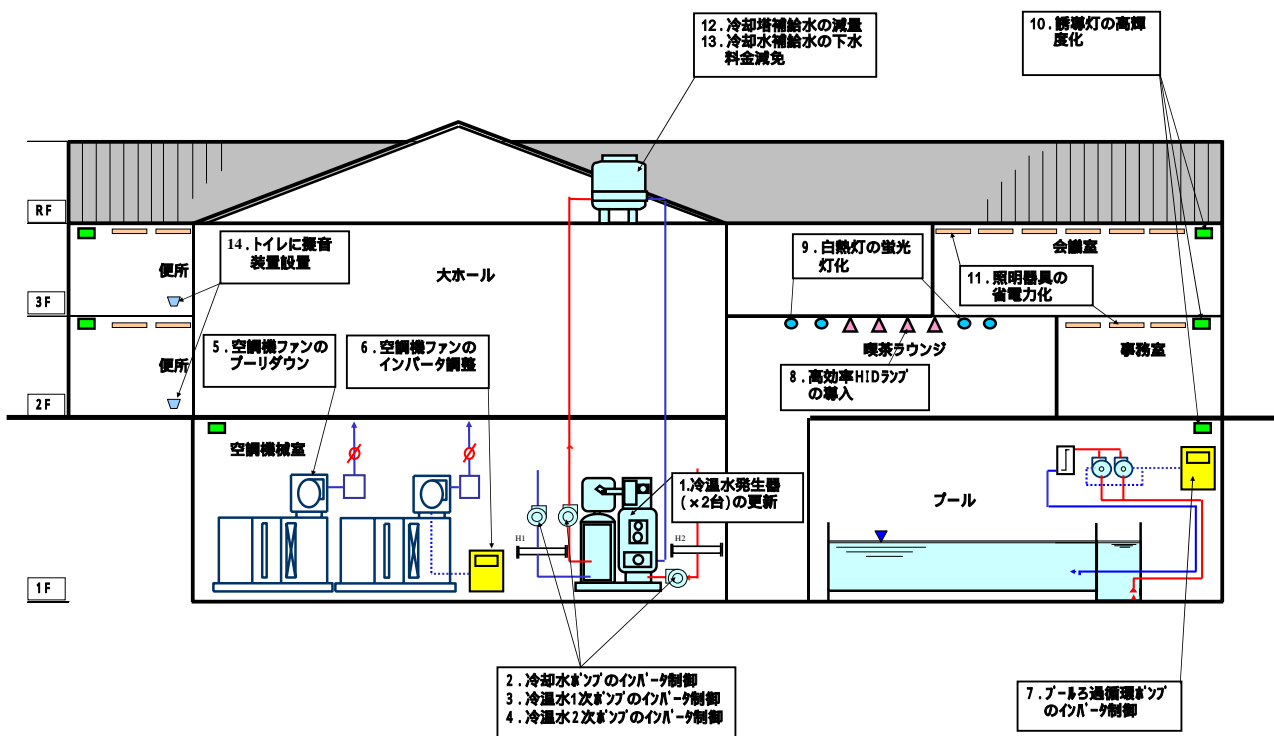 12.冷却塔補給水の減量
13.冷却水補給水の下水
料金減免
10.誘導灯の高輝
度化
RF
14.トイレに擬音
装置設置
便所
大ホール
9.白熱灯の蛍光
灯化
会議室
11.照明器具の
省電力化
3F
5.空調機ファンの
プーリダウン
6.空調機ファンの
インバータ調整
便所
喫茶ラウンジ
事務室
8.高効率HIDランプ
の導入
2F
空調機械室
1.冷温水発生器
(×2台)の更新
プール
H1
H2
1F
2.冷却水ポンプのインバータ制御
3.冷温水1次ポンプのインバータ制御
4.冷温水2次ポンプのインバータ制御
7.プールろ過循環ポンプ
のインバータ制御